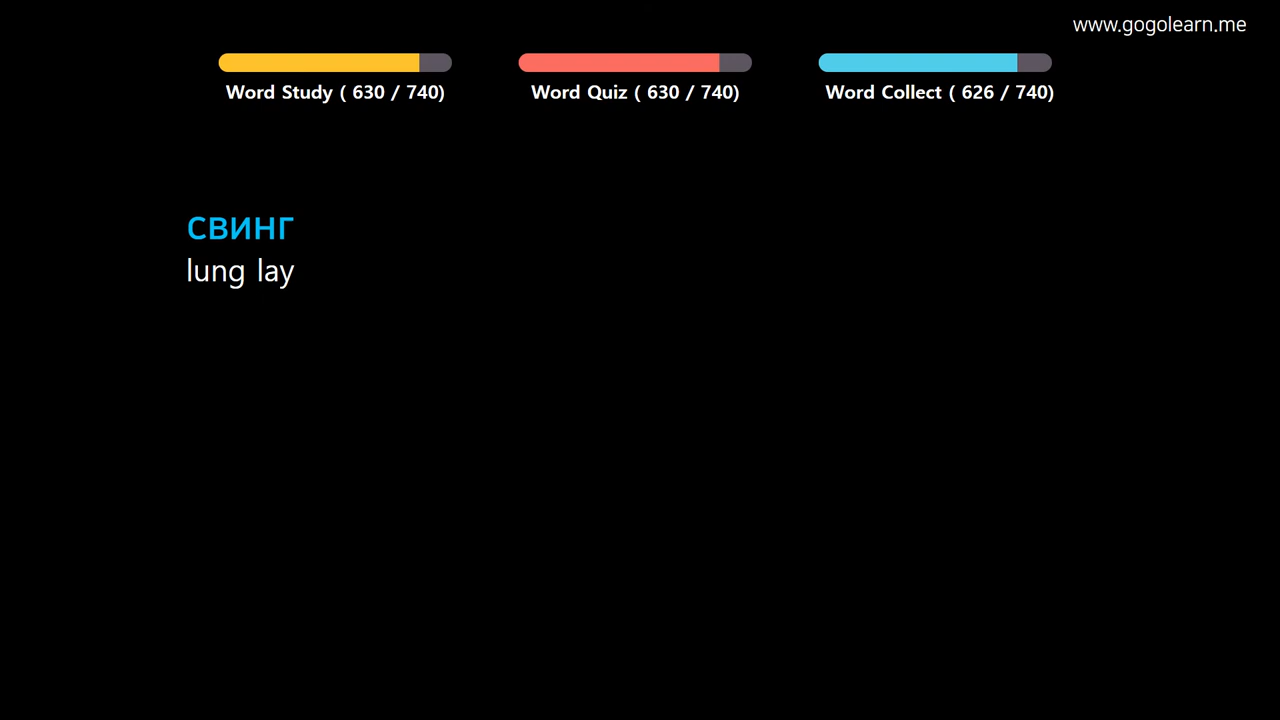 www.gogolearn.me
Word Study ( 630 / 740)
Word Quiz ( 630 / 740)
Word Collect ( 626 / 740)
свинг
lung lay